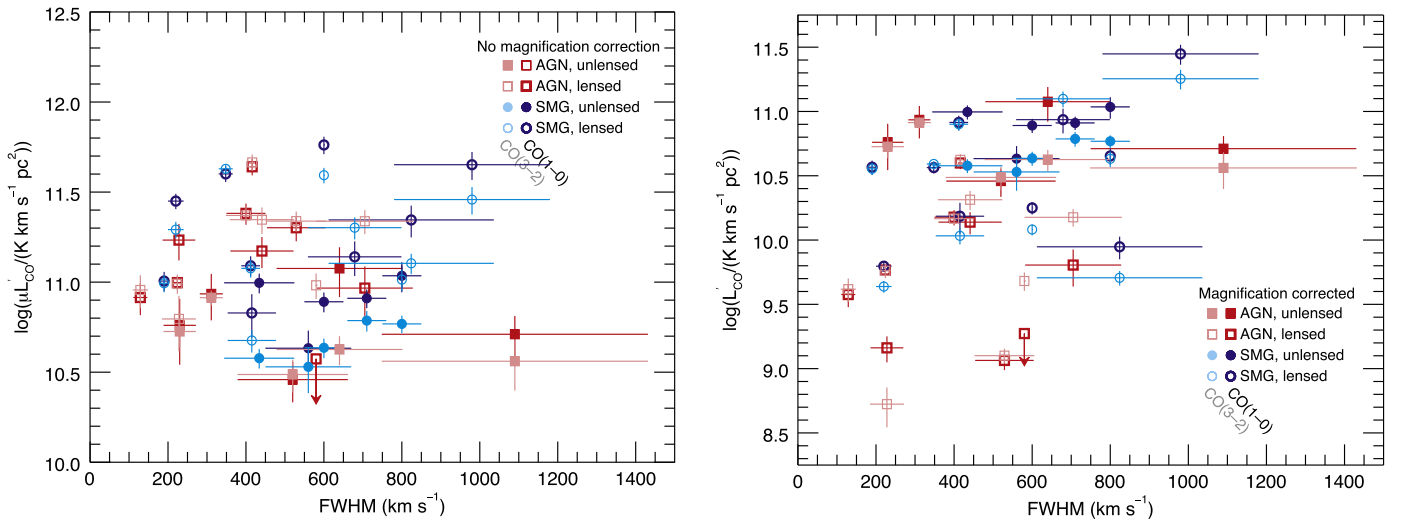 12.5
12.0
11.5
11.0
10.5
10.0
log(μL′CO/(K km s⁻¹ pc²))
No magnification correction
AGN, unlensed
AGN, lensed
SMG, unlensed
SMG, lensed
CO(1−0)
CO(3−2)
0 200 400 600 800 1000 1200 1400
FWHM (km s⁻¹)
11.5
11.0
10.5
10.0
9.5
9.0
8.5
log(L′CO/(K km s⁻¹ pc²))
Magnification corrected
AGN, unlensed
AGN, lensed
SMG, unlensed
SMG, lensed
CO(1−0)
CO(3−2)
0 200 400 600 800 1000 1200 1400
FWHM (km s⁻¹)